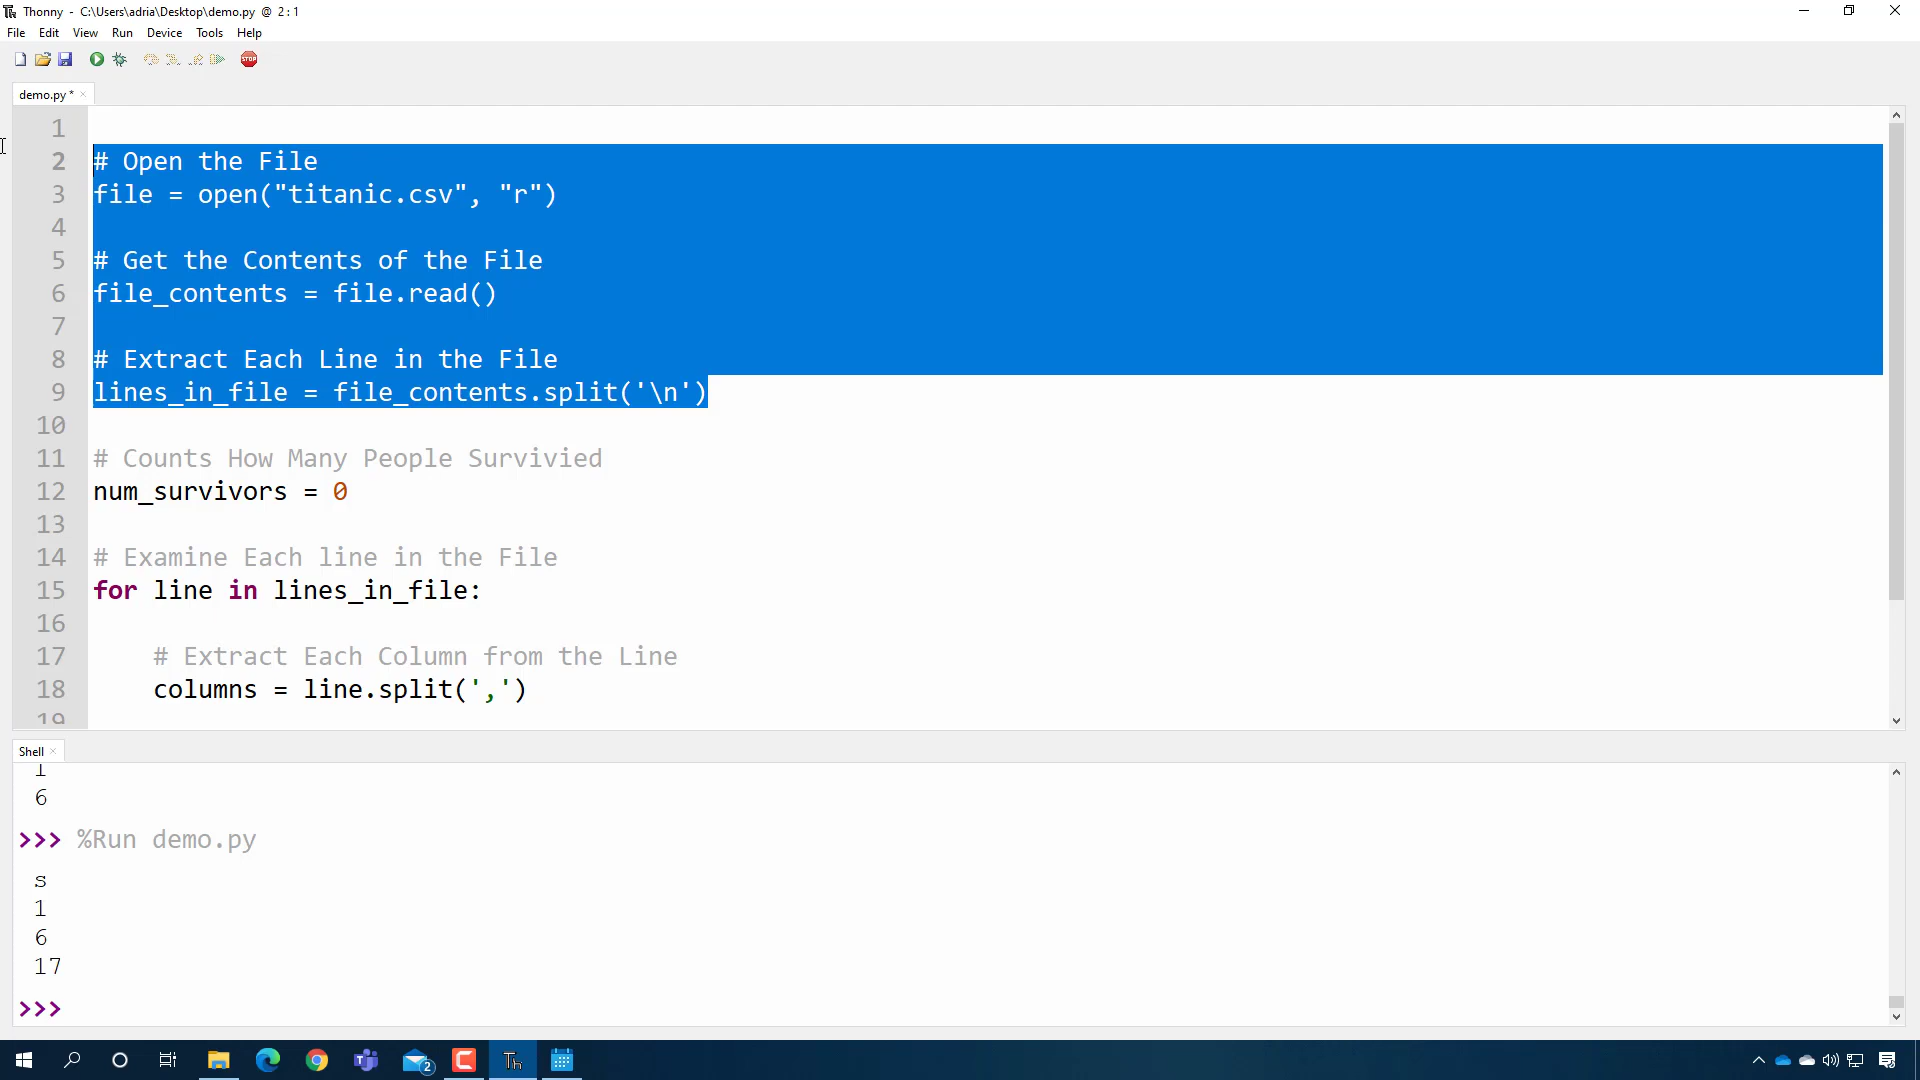 Thonny - C:\Users\adria\Desktop\demo.py @ 2:1
File Edit View Run Device Tools Help
STOP
demo.py *
1
2 # Open the File
3 file = open("titanic.csv", "r")
4
5 # Get the Contents of the File
6 file_contents = file.read()
7
8 # Extract Each Line in the File
9 lines_in_file = file_contents.split('\n')
10
11 # Counts How Many People Survivied
12 num_survivors = 0
13
14 # Examine Each line in the File
15 for line in lines_in_file:
16
17 # Extract Each Column from the Line
18 columns = line.split(',')
19
Shell
1
6
>>> %Run demo.py
s
1
6
17
>>>
Th
2